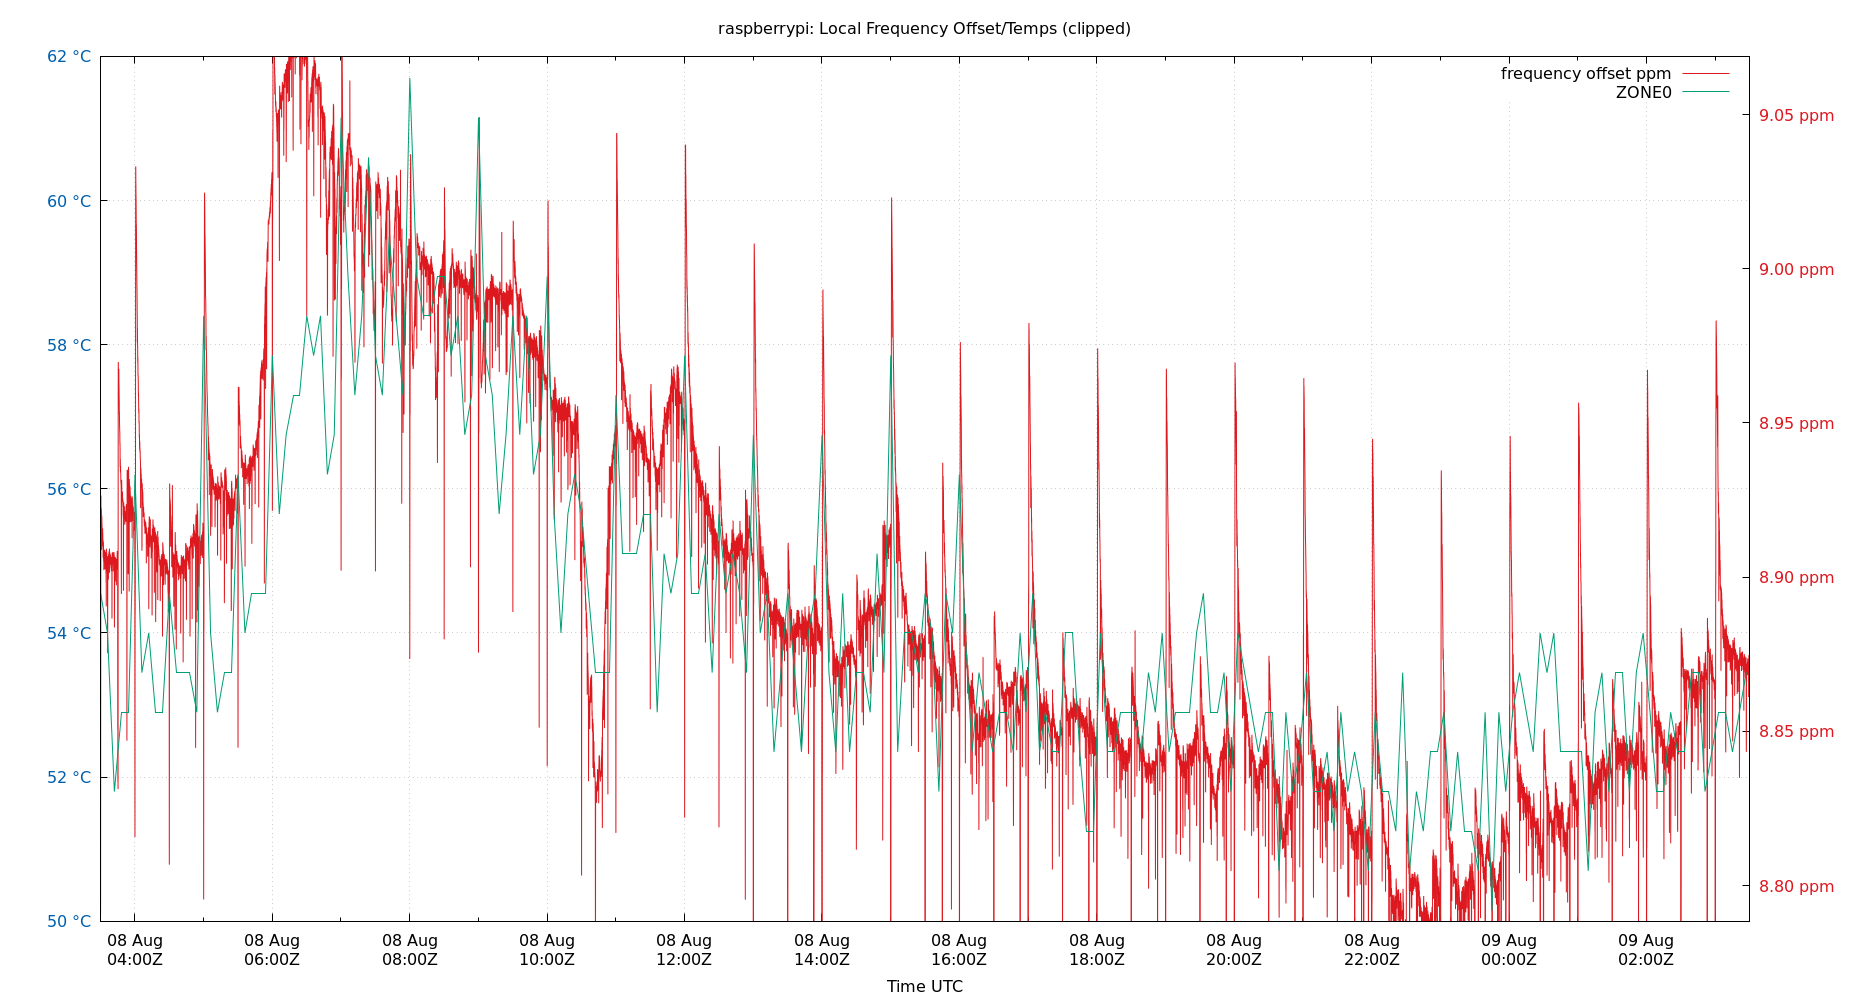 raspberrypi: Local Frequency Offset/Temps (clipped)
frequency offset ppm
ZONE0
62 °C
60 °C
58 °C
56 °C
54 °C
52 °C
50 °C
9.05 ppm
9.00 ppm
8.95 ppm
8.90 ppm
8.85 ppm
8.80 ppm
08 Aug 08 Aug 08 Aug 08 Aug 08 Aug 08 Aug 08 Aug 08 Aug 08 Aug 08 Aug 09 Aug 09 Aug
04:00Z 06:00Z 08:00Z 10:00Z 12:00Z 14:00Z 16:00Z 18:00Z 20:00Z 22:00Z 00:00Z 02:00Z
Time UTC